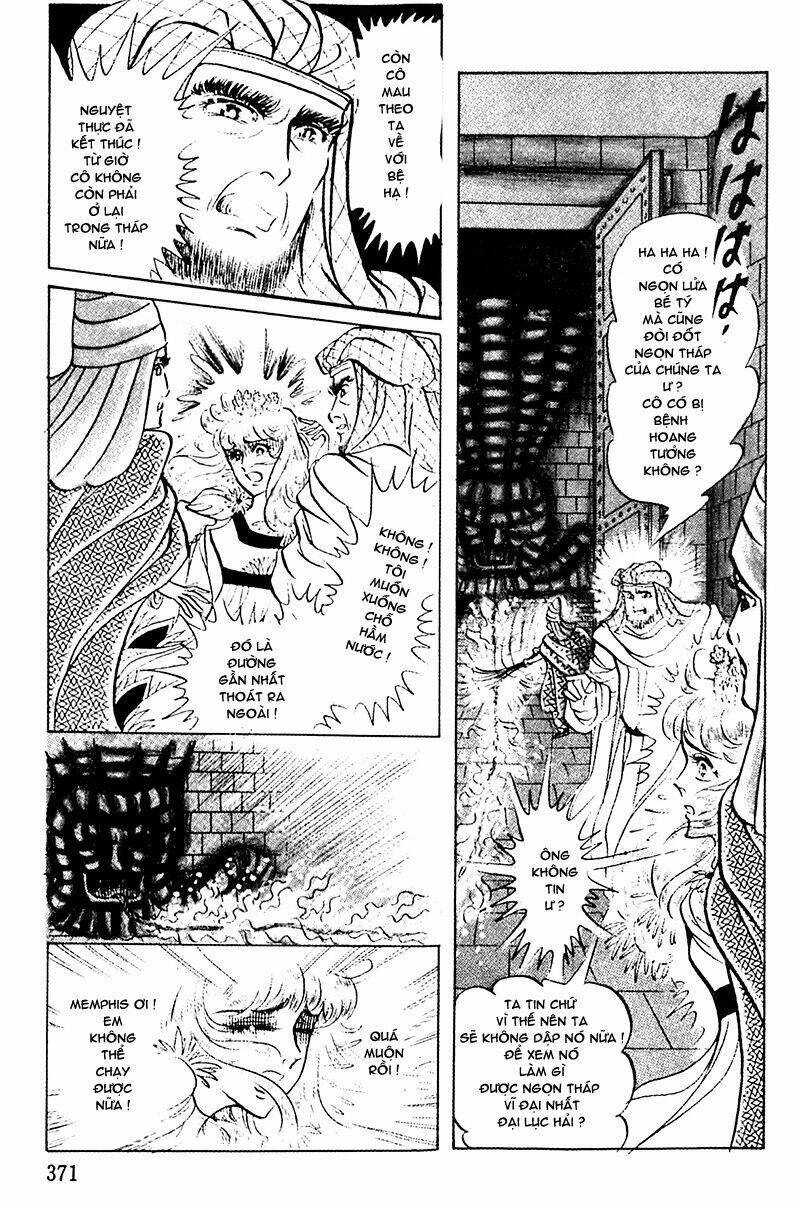 はははは・
HA HA HA !
CÓ
NGỌN LỬA
BÉ TÝ
MÀ CŨNG
ĐÒI ĐỐT
NGỌN THÁP
CỦA CHÚNG TA
Ư ?
CÔ CÓ BỊ
BỆNH
HOANG
TƯỞNG
KHÔNG ?
ÔNG
KHÔNG
TIN
Ư ?
TA TIN CHỨ
VÌ THẾ NÊN TA
SẼ KHÔNG DẬP NÓ NỮA !
ĐỂ XEM NÓ
LÀM GÌ
ĐƯỢC NGỌN THÁP
VĨ ĐẠI NHẤT
ĐẠI LỤC HẢI ?
CÒN
CÔ
MAU
THEO
TA
VỀ
VỚI
BỆ
HẠ !
NGUYỆT
THỰC ĐÃ
KẾT THÚC !
TỪ GIỜ
CÔ KHÔNG
CÒN PHẢI
Ở LẠI
TRONG THÁP
NỮA !
KHÔNG !
KHÔNG !
TÔI
MUỐN
XUỐNG
CHỖ
HẦM
NƯỚC !
ĐÓ LÀ
ĐƯỜNG
GẦN NHẤT
THOÁT RA
NGOÀI !
QUÁ
MUỘN
RỒI !
MEMPHIS ƠI !
EM
KHÔNG
THỂ
CHẠY
ĐƯỢC
NỮA !
371